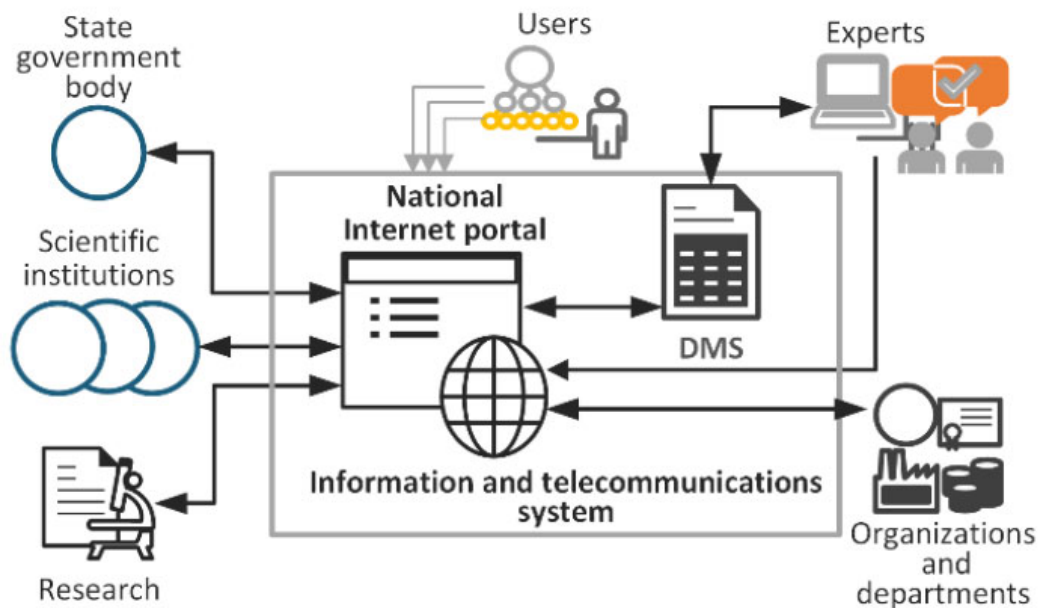 State
government
body
Users
Experts
National
Internet portal
Scientific
institutions
DMS
Information and telecommunications
system
Research
Organizations
and
departments